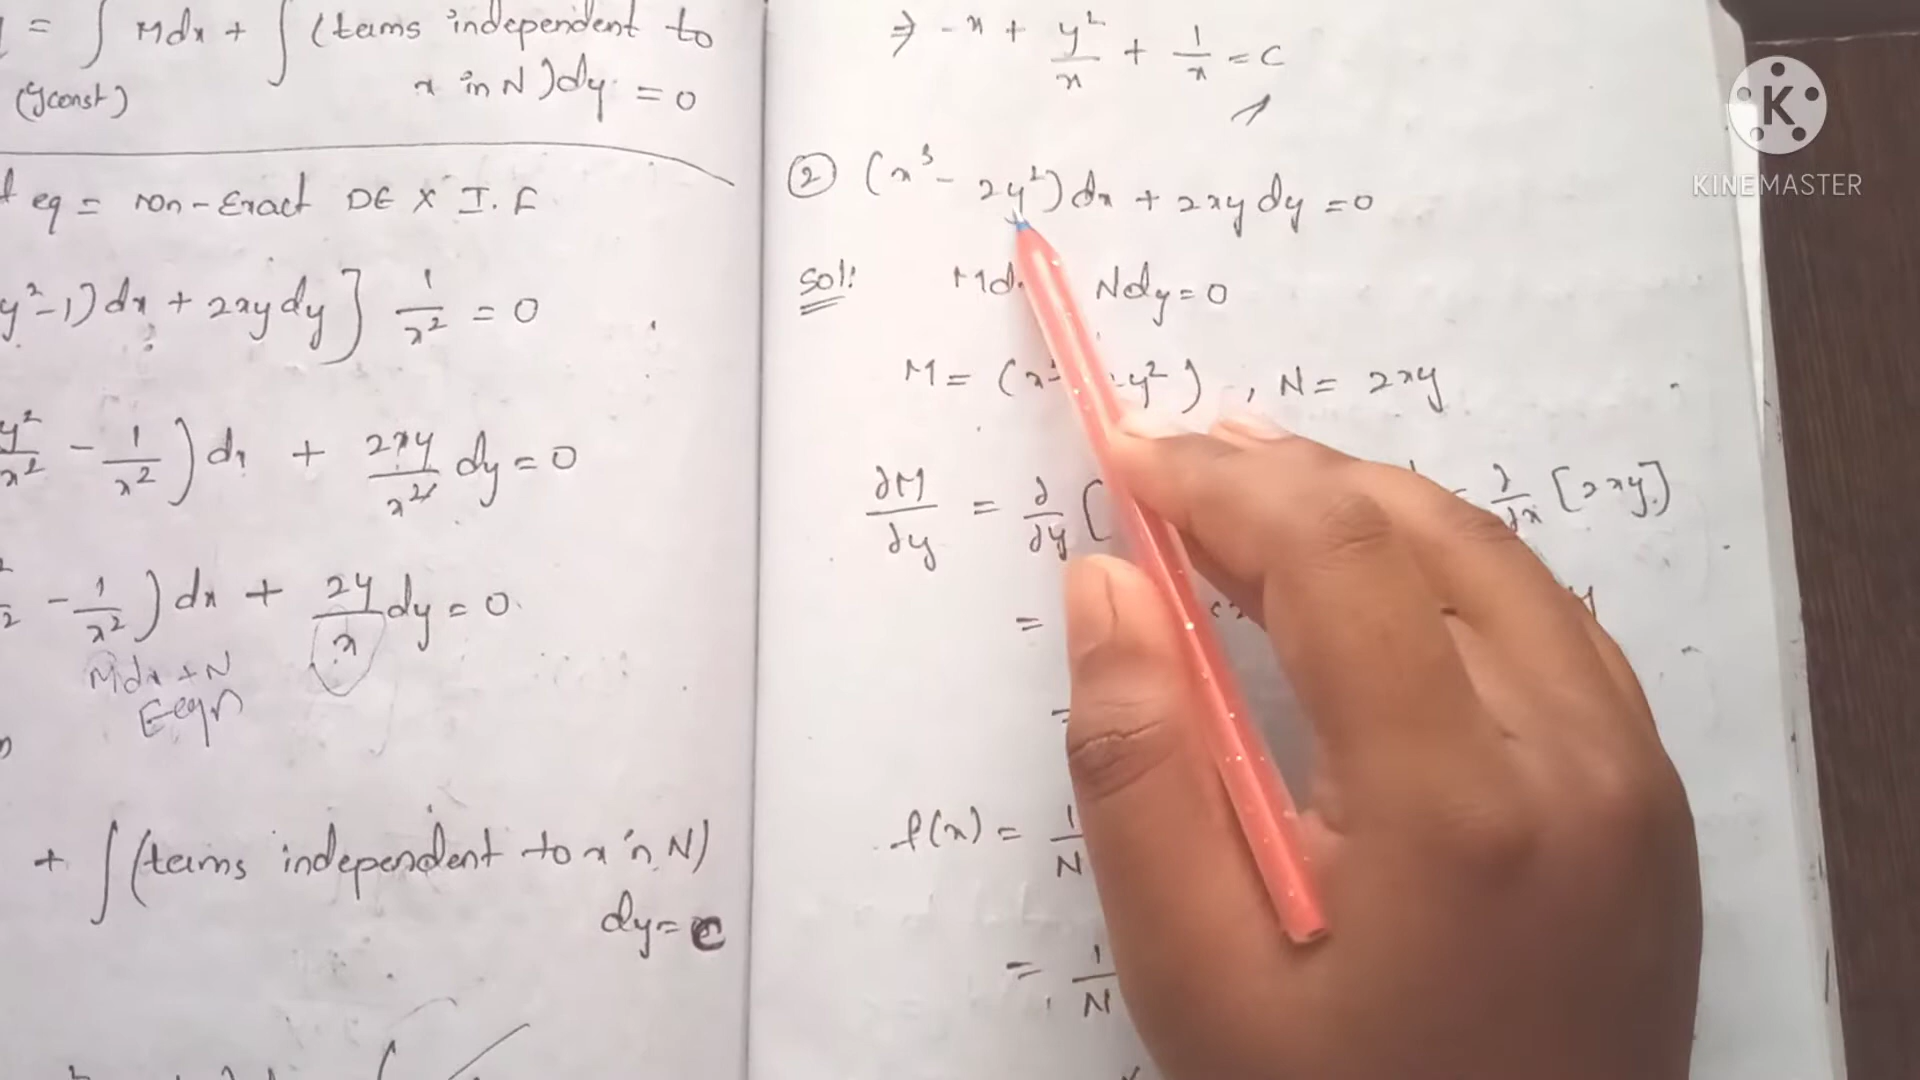 = ∫ Mdx + ∫ (terms independent to
(y const) x in N) dy = 0
eq = non-Exact DE X I.F
y² - 1) dx + 2xy dy ] 1/x² = 0
y²/x² - 1/x² ) dx + 2xy/x² dy = 0
- 1/x² ) dx + 2y/x dy = 0
Mdx + N
Eeqn
+ ∫ (terms independent to x in N)
dy = c
⇒ -x + y²/x + 1/x = c
② (x³ - 2y²) dx + 2xy dy = 0
Sol: Md Ndy = 0
M = (x y²) , N = 2xy
∂M/∂y = ∂/∂y [ = ∂/∂x [2xy]
=
=
f(x) = 1/N
= 1/N
K
KINEMASTER